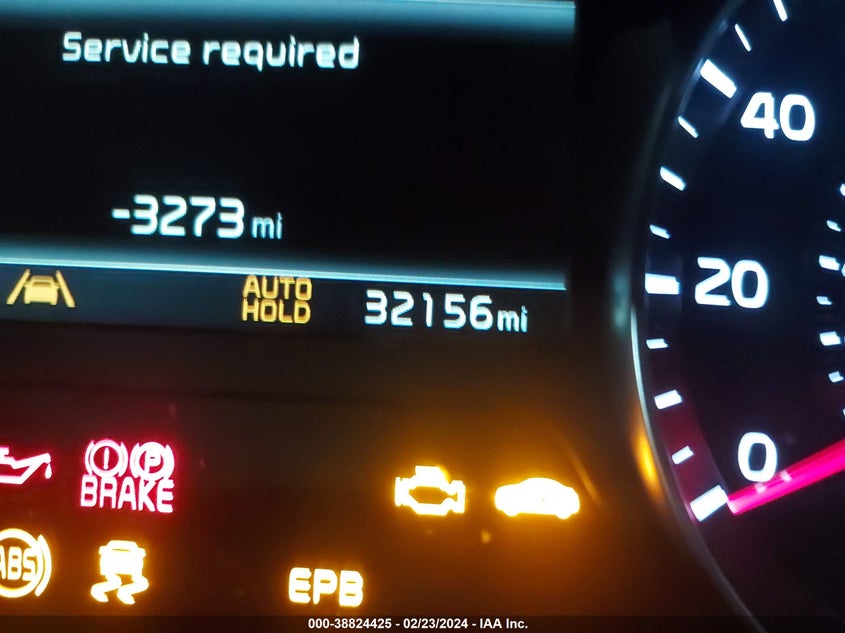 Service required
-3273 mi
AUTO
HOLD
32156 mi
40
20
0
P
BRAKE
ABS
EPB
000-38824425 - 02/23/2024 - IAA Inc.